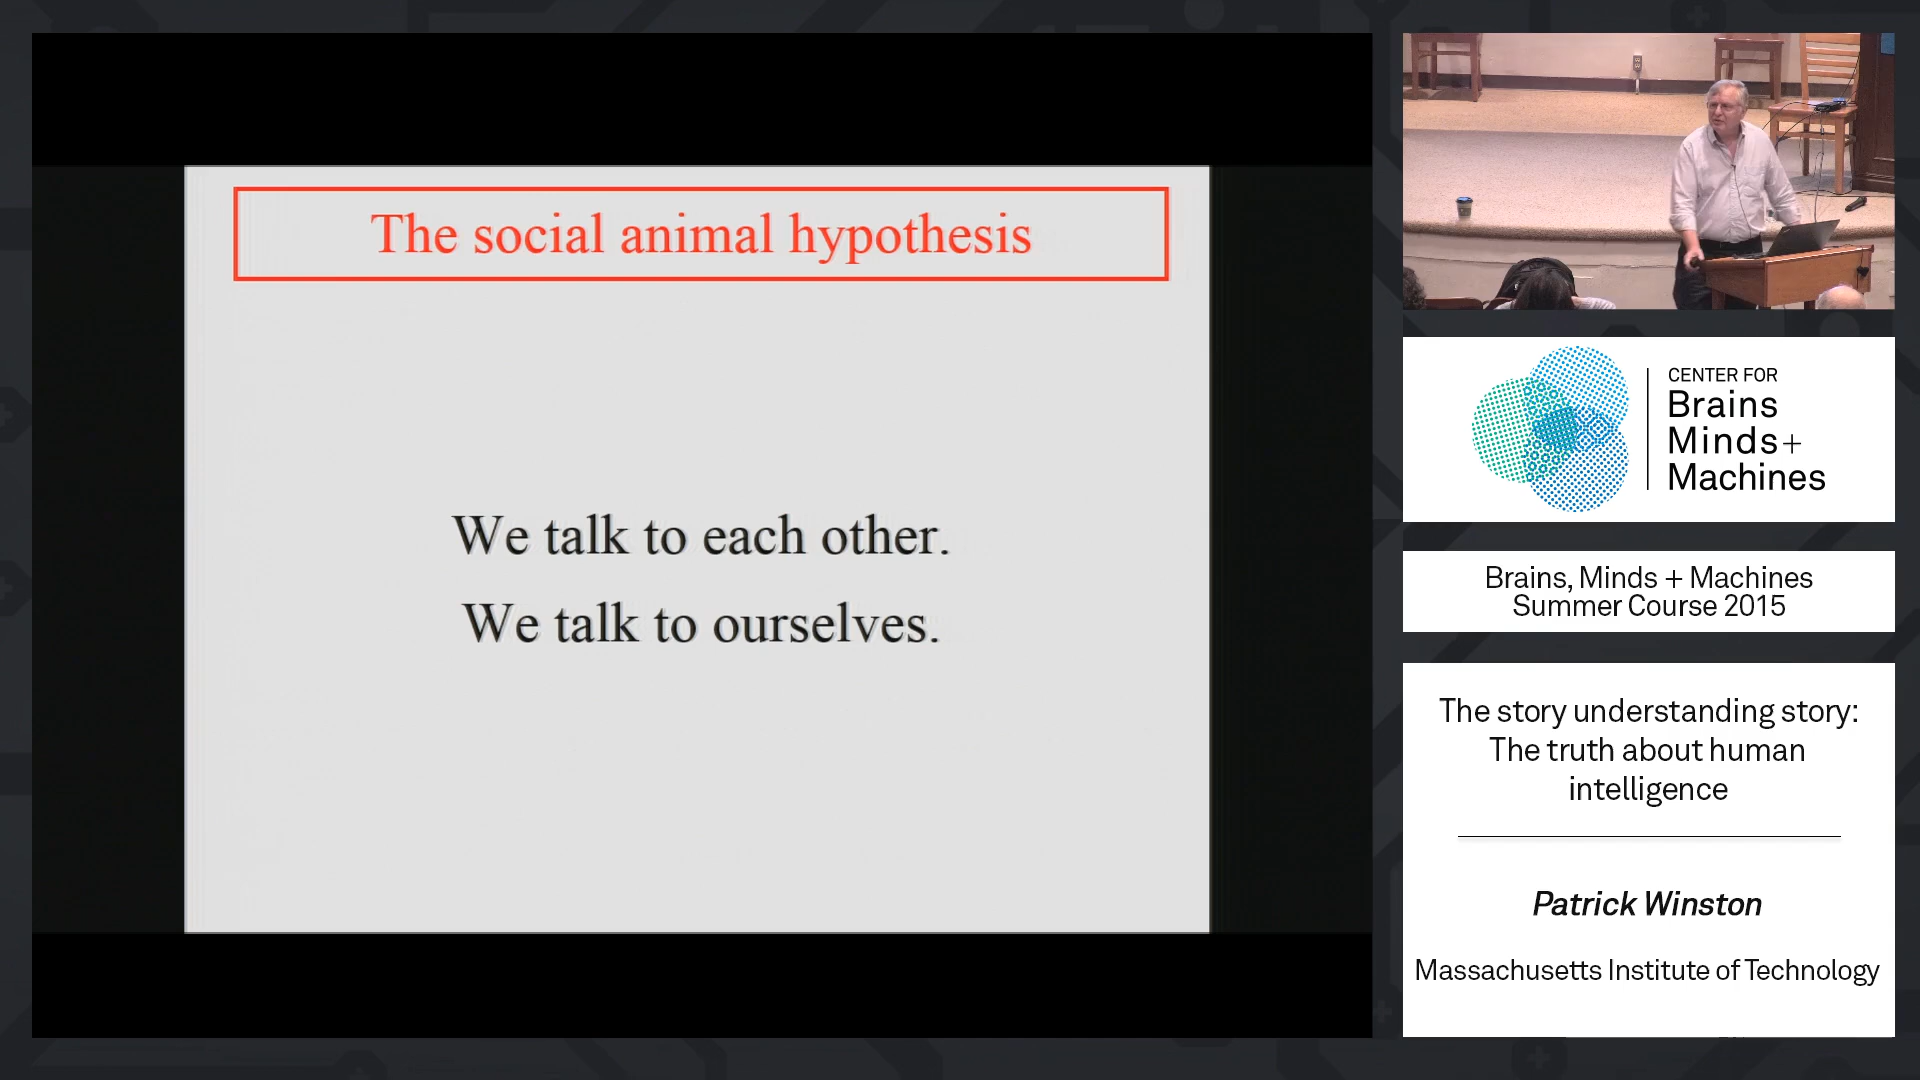 The social animal hypothesis
We talk to each other.
We talk to ourselves.
CENTER FOR
Brains
Minds+
Machines
Brains, Minds + Machines
Summer Course 2015
The story understanding story:
The truth about human
intelligence
Patrick Winston
Massachusetts Institute of Technology